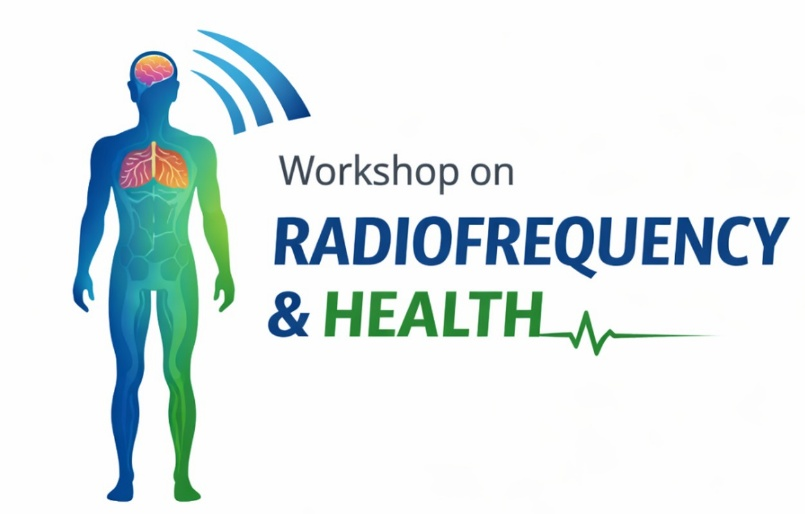 Workshop on
RADIOFREQUENCY
& HEALTH